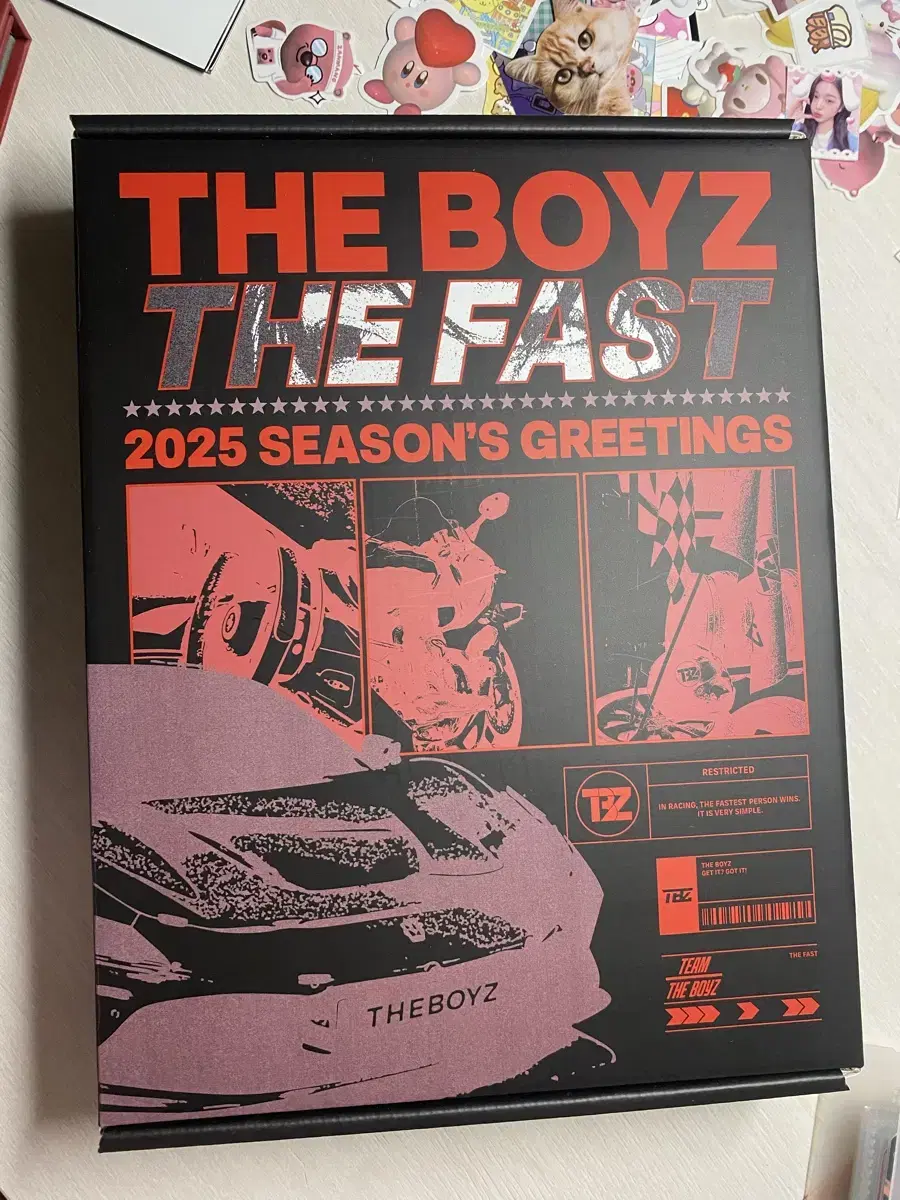 THE BOYZ
THE FAST
2025 SEASON'S GREETINGS
TBZ
TBZ
RESTRICTED
IN RACING, THE FASTEST PERSON WINS.
IT IS VERY SIMPLE.
THE BOYZ
GET IT? GOT IT!
TBZ
THE FAST
TEAM
THE BOYZ
THEBOYZ